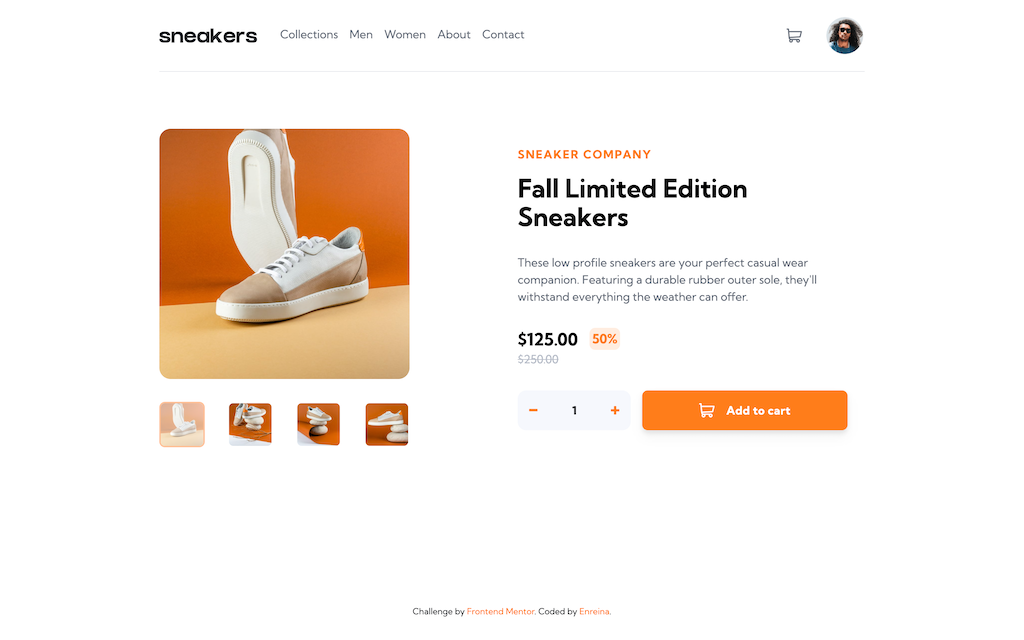 sneakers Collections Men Women About Contact
SNEAKER COMPANY
Fall Limited Edition
Sneakers
These low profile sneakers are your perfect casual wear
companion. Featuring a durable rubber outer sole, they'll
withstand everything the weather can offer.
$125.00 50%
$250.00
− 1 + Add to cart
Challenge by Frontend Mentor. Coded by Enreina.